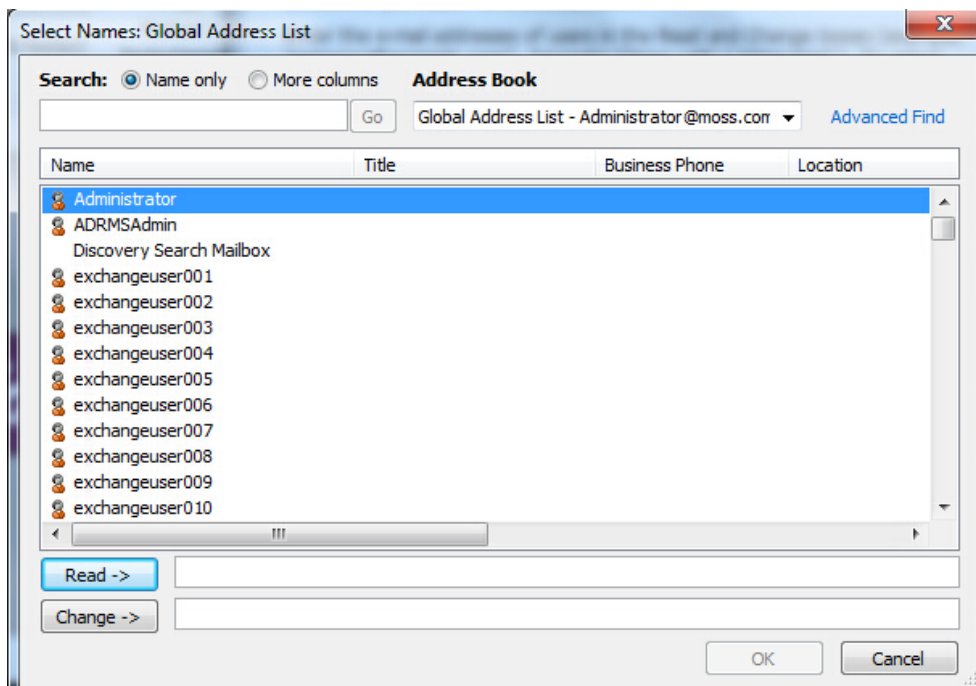 Select Names: Global Address List
Search: Name only More columns Address Book
Go Global Address List - Administrator@moss.com Advanced Find
Name Title Business Phone Location
Administrator
ADRMSAdmin
Discovery Search Mailbox
exchangeuser001
exchangeuser002
exchangeuser003
exchangeuser004
exchangeuser005
exchangeuser006
exchangeuser007
exchangeuser008
exchangeuser009
exchangeuser010
Read ->
Change ->
OK Cancel